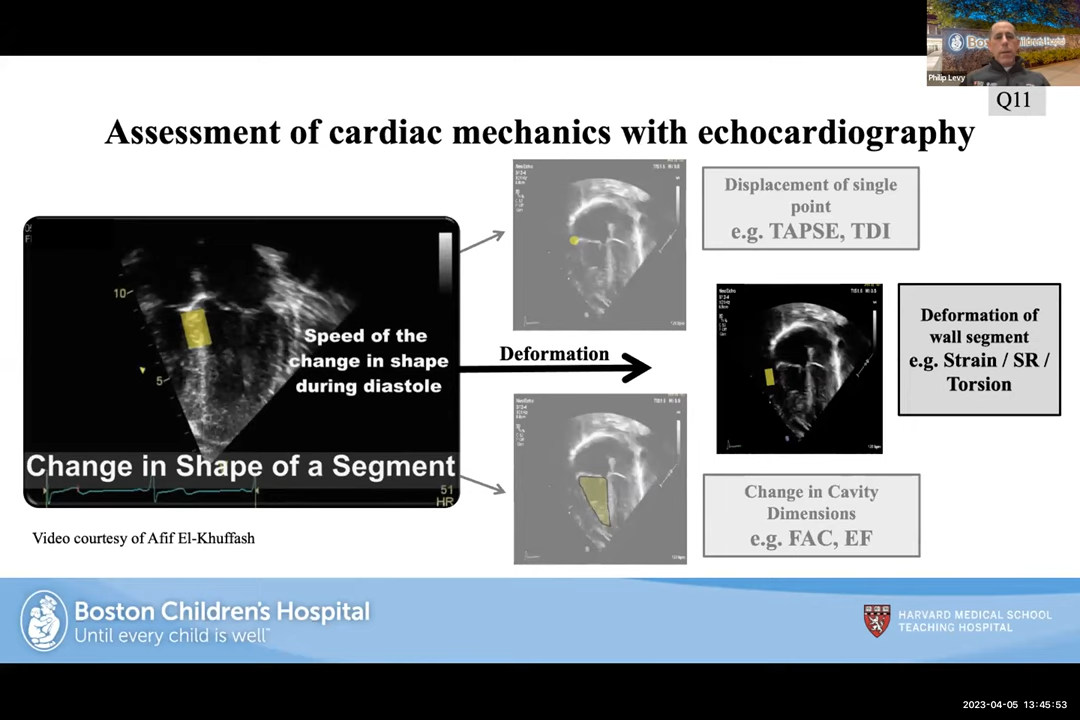 Philip Levy
Q11
Assessment of cardiac mechanics with echocardiography
Displacement of single
point
e.g. TAPSE, TDI
10
5
Speed of the
change in shape
during diastole
Change in Shape of a Segment
51
HR
Deformation
Deformation of
wall segment
e.g. Strain / SR /
Torsion
Change in Cavity
Dimensions
e.g. FAC, EF
Video courtesy of Afif El-Khuffash
Boston Children's Hospital
Until every child is well™
HARVARD MEDICAL SCHOOL
TEACHING HOSPITAL
2023-04-05 13:45:53